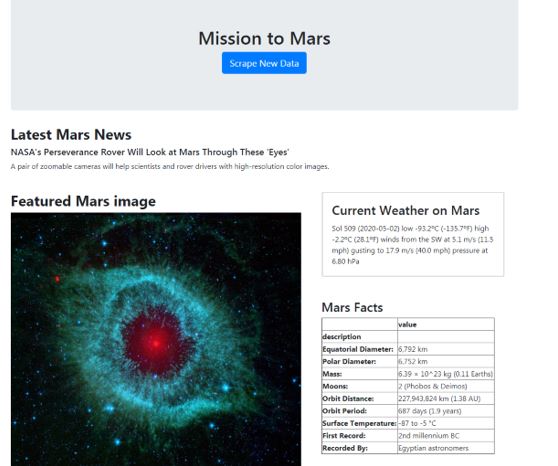 Mission to Mars
Scrape New Data
Latest Mars News
NASA's Perseverance Rover Will Look at Mars Through These 'Eyes'
A pair of zoomable cameras will help scientists and rover drivers with high-resolution color images.
Featured Mars image
Current Weather on Mars
Sol 509 (2020-05-02) low -93.2ºC (-135.7ºF) high
-2.2ºC (28.1ºF) winds from the SW at 5.1 m/s (11.5
mph) gusting to 17.9 m/s (40.0 mph) pressure at
6.80 hPa
Mars Facts
value
description
Equatorial Diameter: 6,792 km
Polar Diameter: 6,752 km
Mass: 6.39 × 10^23 kg (0.11 Earths)
Moons: 2 (Phobos & Deimos)
Orbit Distance: 227,943,824 km (1.38 AU)
Orbit Period: 687 days (1.9 years)
Surface Temperature: -87 to -5 °C
First Record: 2nd millennium BC
Recorded By: Egyptian astronomers